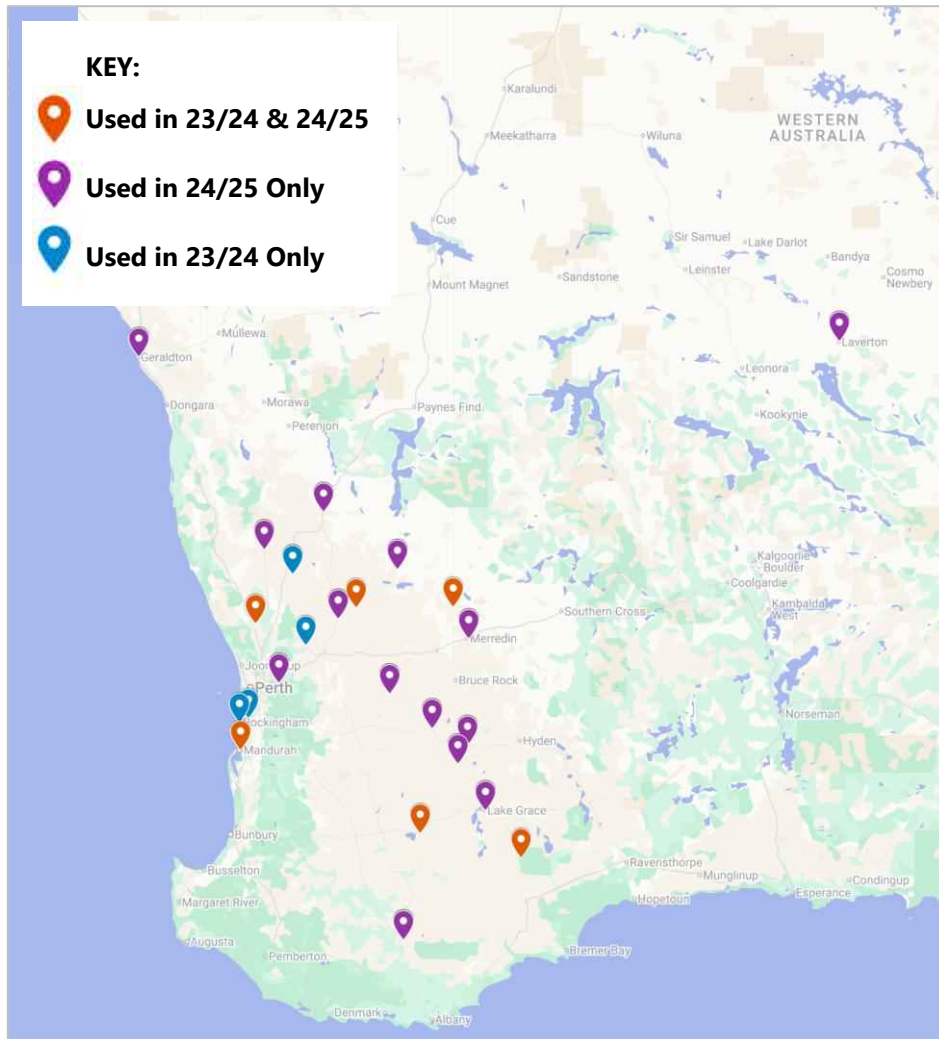 KEY:
Used in 23/24 & 24/25
Used in 24/25 Only
Used in 23/24 Only
Karalundi
WESTERN
AUSTRALIA
Meekatharra
Wiluna
Cue
Sir Samuel
Lake Darlot
Bandya
Leinster
Cosmo
Newbery
Sandstone
Mount Magnet
Mullewa
Laverton
Geraldton
Leonora
Dongara
Morawa
Paynes Find
Kookynie
Perenjori
Kalgoorlie
Boulder
Coolgardie
Kambalda
West
Southern Cross
Merredin
Perth
Bruce Rock
Norseman
Rockingham
Hyden
Mandurah
Lake Grace
Bunbury
Ravensthorpe
Busselton
Munglinup
Condingup
Esperance
Hopetoun
Margaret River
Augusta
Bremer Bay
Pemberton
Denmark
Albany